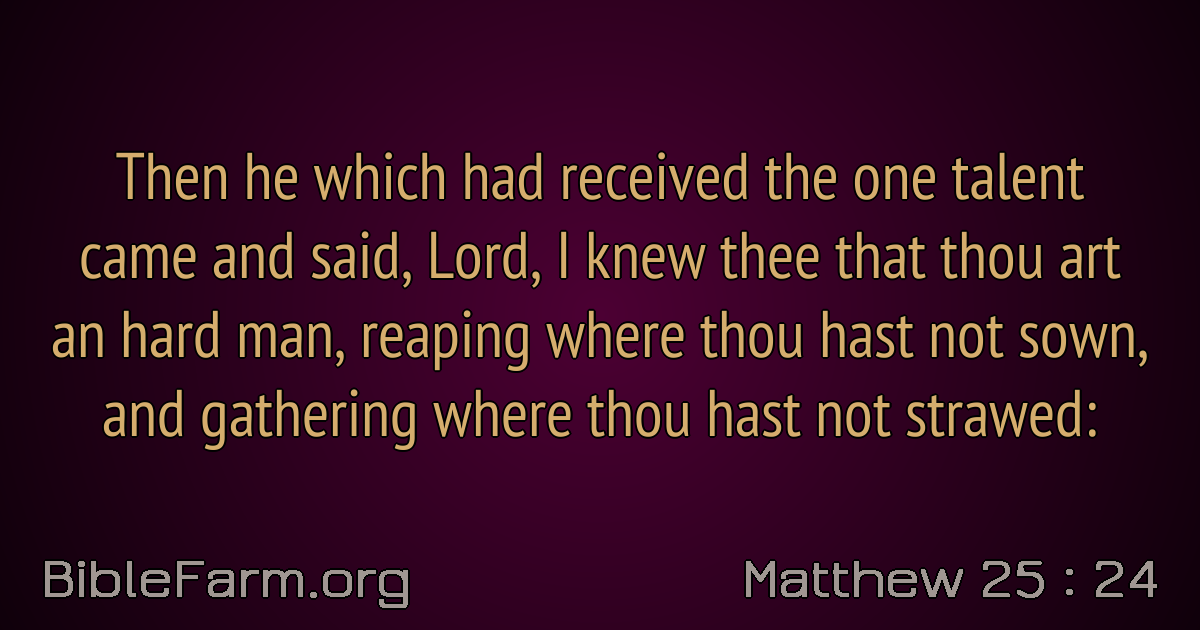 Then he which had received the one talent
came and said, Lord, I knew thee that thou art
an hard man, reaping where thou hast not sown,
and gathering where thou hast not strawed:
BibleFarm.org
Matthew 25 : 24